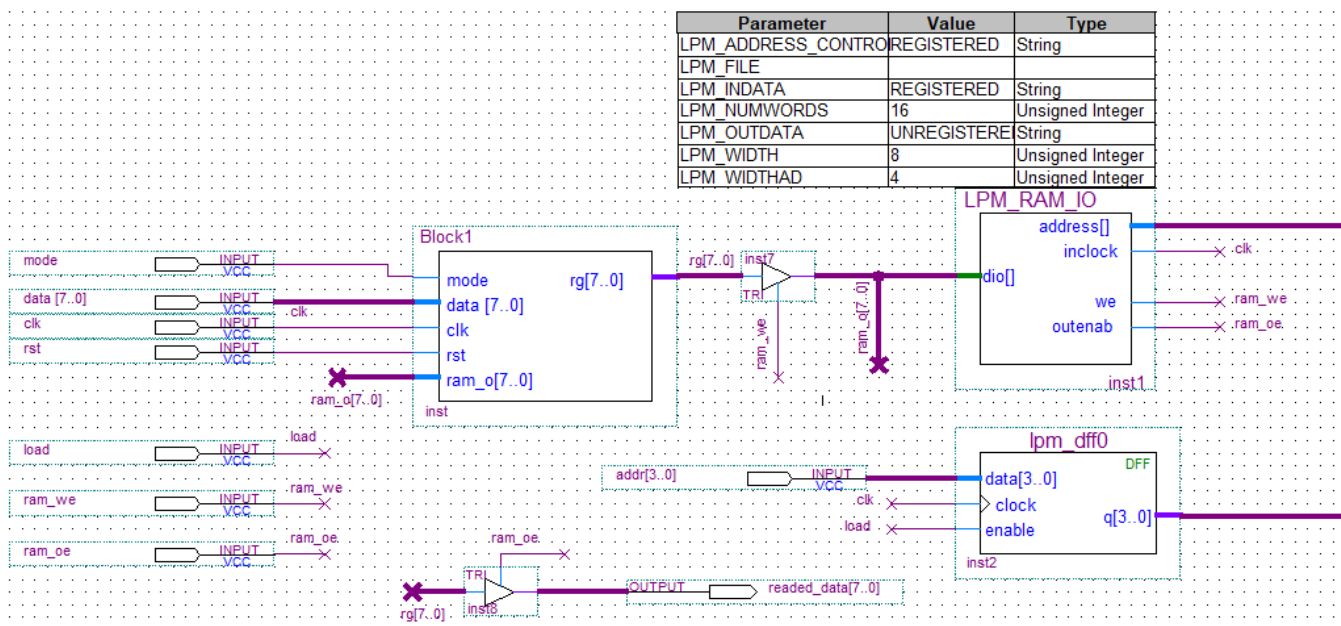 Parameter Value Type
LPM_ADDRESS_CONTRO REGISTERED String
LPM_FILE
LPM_INDATA REGISTERED String
LPM_NUMWORDS 16 Unsigned Integer
LPM_OUTDATA UNREGISTERE String
LPM_WIDTH 8 Unsigned Integer
LPM_WIDTHAD 4 Unsigned Integer
LPM_RAM_IO
address[]
inclock
clk
dio[]
we
ram_we
outenab
ram_oe
inst1
Block1
mode
data [7..0]
clk
rst
ram_o[7..0]
rg[7..0]
inst
mode INPUT VCC
data [7..0] INPUT VCC
clk
clk INPUT VCC
rst INPUT VCC
ram_o[7..0]
rg[7..0]
inst7
TRI
ram_we
ram_o[7..0]
load INPUT VCC
load
ram_we INPUT VCC
ram_we
ram_oe INPUT VCC
ram_oe
addr[3..0] INPUT VCC
lpm_dff0
DFF
data[3..0]
clk
clock
q[3..0]
load
enable
inst2
ram_oe
TRI
inst8
rg[7..0]
OUTPUT
readed_data[7..0]